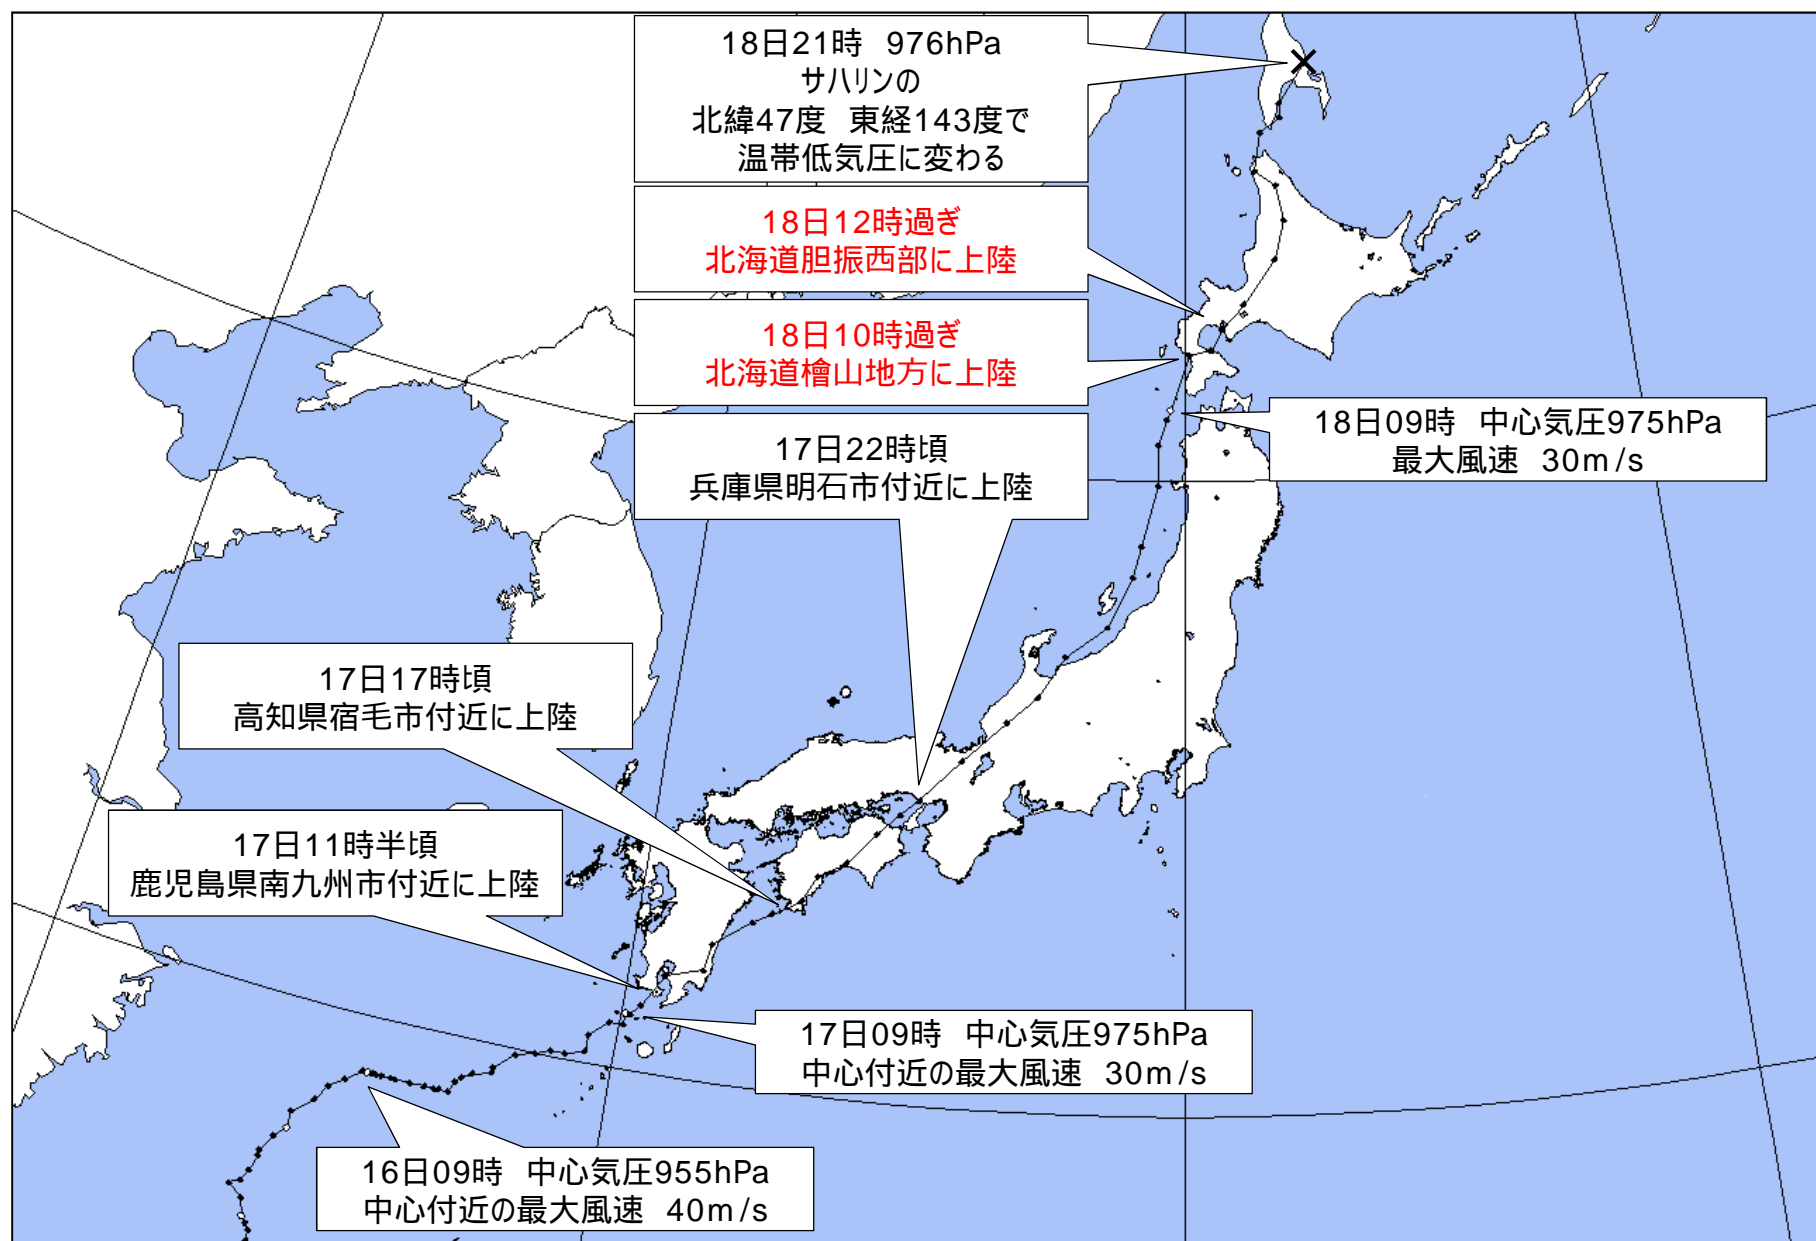 18日21時 976hPa
サハリンの
北緯47度 東経143度で
温帯低気圧に変わる
18日12時過ぎ
北海道胆振西部に上陸
18日10時過ぎ
北海道檜山地方に上陸
18日09時 中心気圧975hPa
最大風速 30m/s
17日22時頃
兵庫県明石市付近に上陸
17日17時頃
高知県宿毛市付近に上陸
17日11時半頃
鹿児島県南九州市付近に上陸
17日09時 中心気圧975hPa
中心付近の最大風速 30m/s
16日09時 中心気圧955hPa
中心付近の最大風速 40m/s